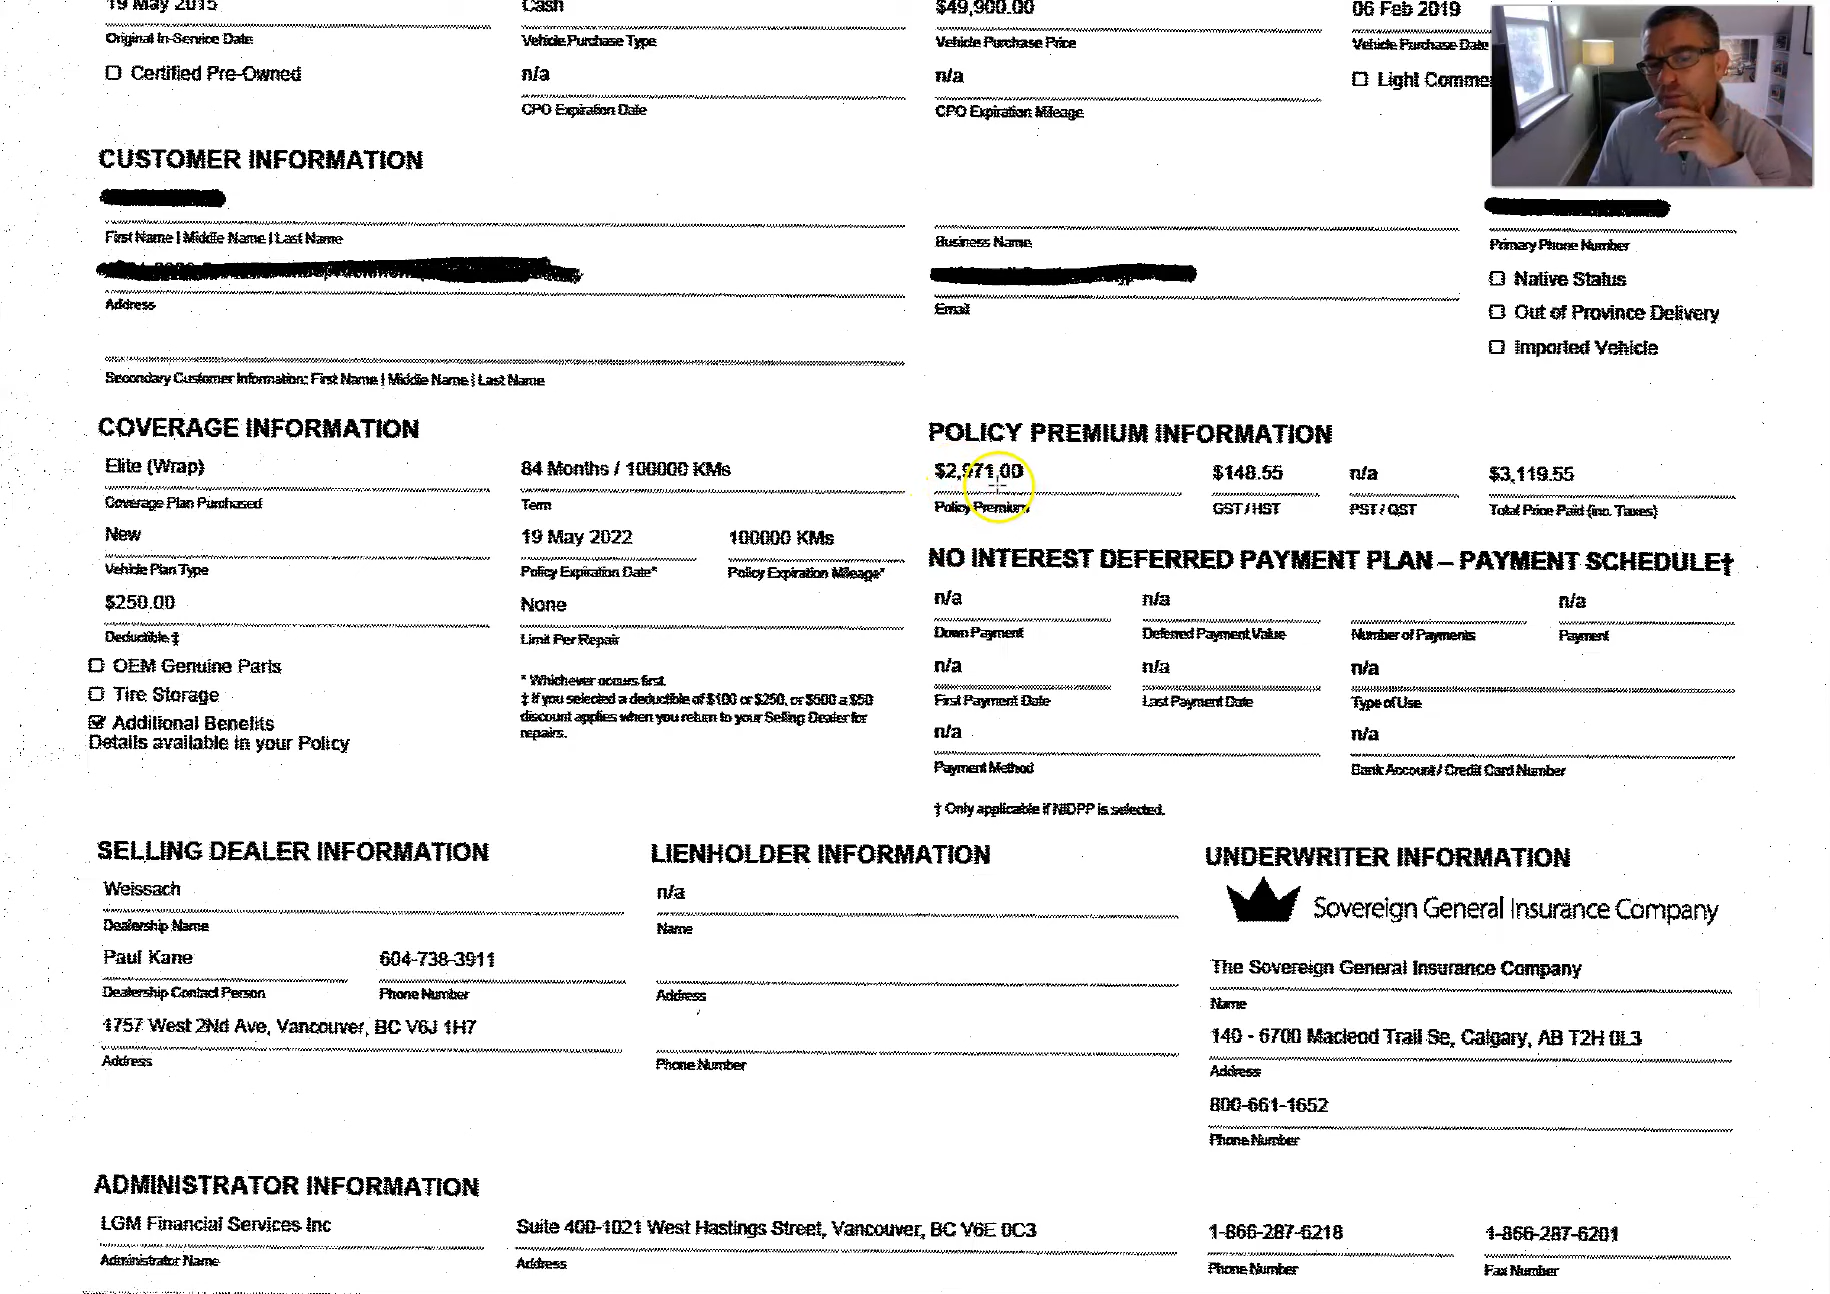 19 May 2015 Cash $49,900.00 06 Feb 2019
Original In-Service Date Vehicle Purchase Type Vehicle Purchase Price Vehicle Purchase Date
Certified Pre-Owned n/a n/a Light
CPO Expiration Date CPO Expiration Mileage
CUSTOMER INFORMATION
First Name | Middle Name | Last Name Business Name Primary Phone Number
Native Status
Address Email Out of Province Delivery
Imported Vehicle
Secondary Customer Information: First Name | Middle Name | Last Name
COVERAGE INFORMATION
Elite (Wrap) 84 Months / 100000 KMs
Coverage Plan Purchased Term
New 19 May 2022 100000 KMs
Vehicle Plan Type Policy Expiration Date* Policy Expiration Mileage*
$250.00 None
Deductible ‡ Limit Per Repair
OEM Genuine Parts
Tire Storage
Additional Benefits
Details available in your Policy
* Whichever occurs first.
‡ If you selected a deductible of $100 or $250, or $500 a $50
discount applies when you return to your Selling Dealer for
repairs.
POLICY PREMIUM INFORMATION
$2,971.00 $148.55 n/a $3,119.55
Policy Premium GST / HST PST / QST Total Price Paid (inc. Taxes)
NO INTEREST DEFERRED PAYMENT PLAN – PAYMENT SCHEDULE†
n/a n/a n/a
Down Payment Deferred Payment Value Number of Payments Payment
n/a n/a n/a
First Payment Date Last Payment Date Type of Use
n/a n/a
Payment Method Bank Account / Credit Card Number
† Only applicable if NIDPP is selected.
SELLING DEALER INFORMATION
Weissach
Dealership Name
Paul Kane 604-738-3911
Dealership Contact Person Phone Number
1757 West 2Nd Ave, Vancouver, BC V6J 1H7
Address
LIENHOLDER INFORMATION
n/a
Name
Address
Phone Number
UNDERWRITER INFORMATION
Sovereign General Insurance Company
The Sovereign General Insurance Company
Name
140 - 6700 Macleod Trail Se, Calgary, AB T2H 0L3
Address
800-661-1652
Phone Number
ADMINISTRATOR INFORMATION
LGM Financial Services Inc Suite 400-1021 West Hastings Street, Vancouver, BC V6E 0C3 1-866-287-6218 1-866-287-6201
Administrator Name Address Phone Number Fax Number